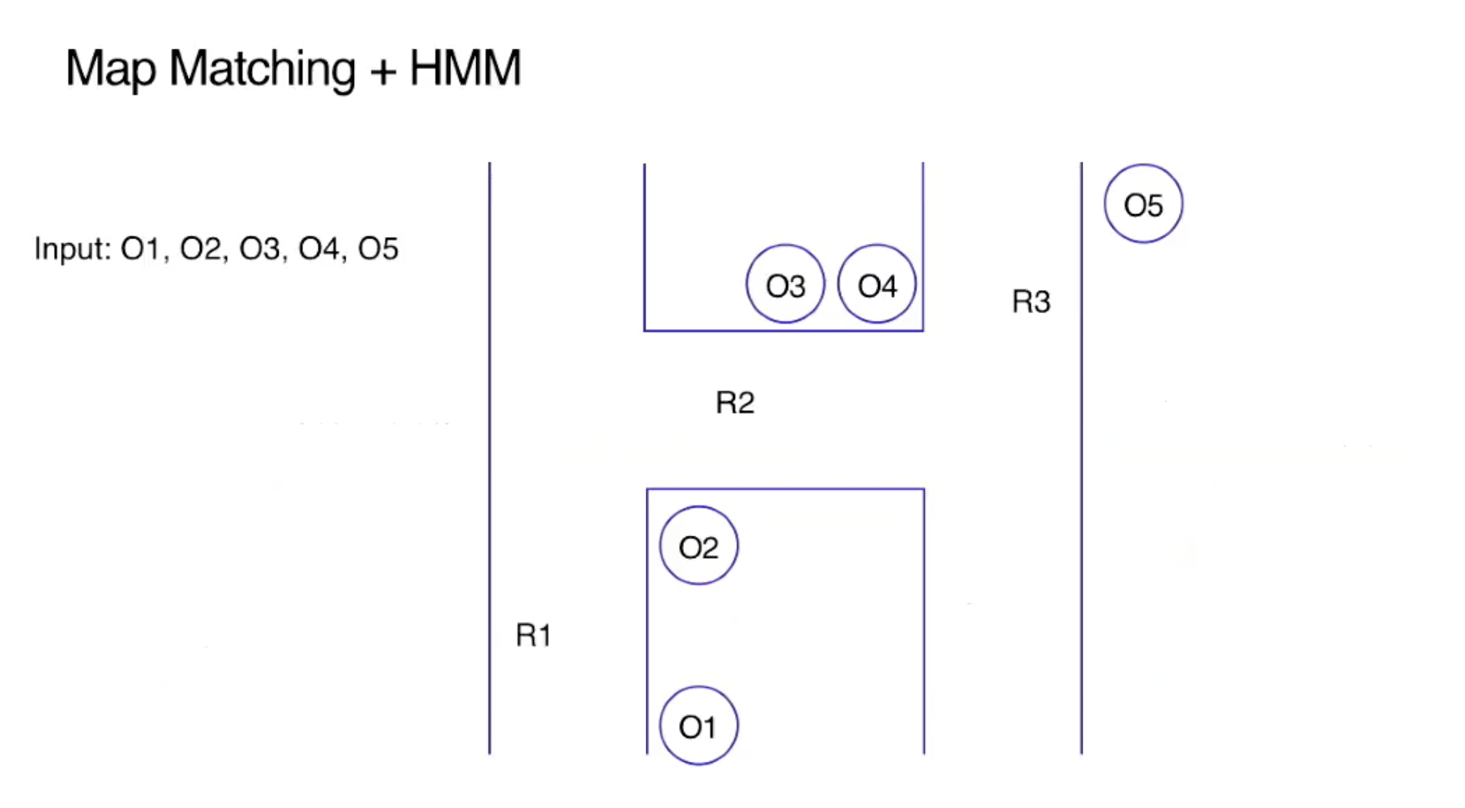 Map Matching + HMM
O5
Input: O1, O2, O3, O4, O5
O3 O4
R3
R2
O2
R1
O1